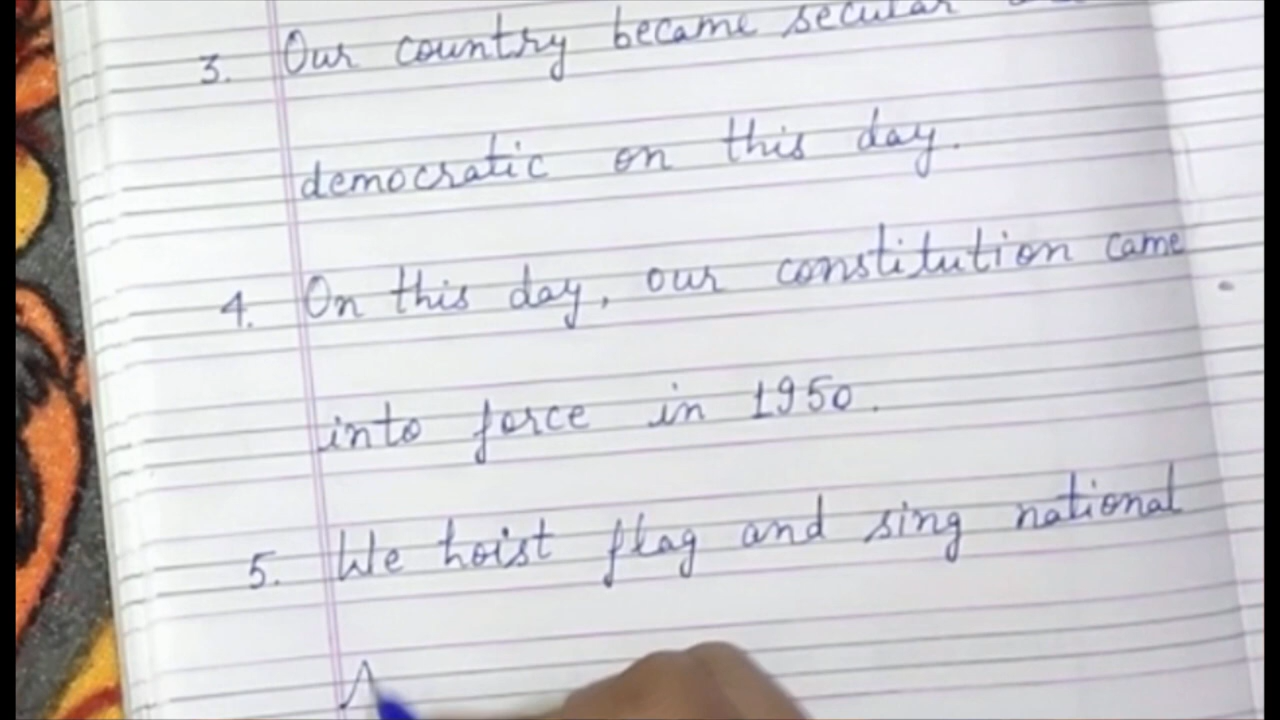 3. Our country became secular
democratic on this day.
4. On this day, our constitution came
into force in 1950.
5. We hoist flag and sing national